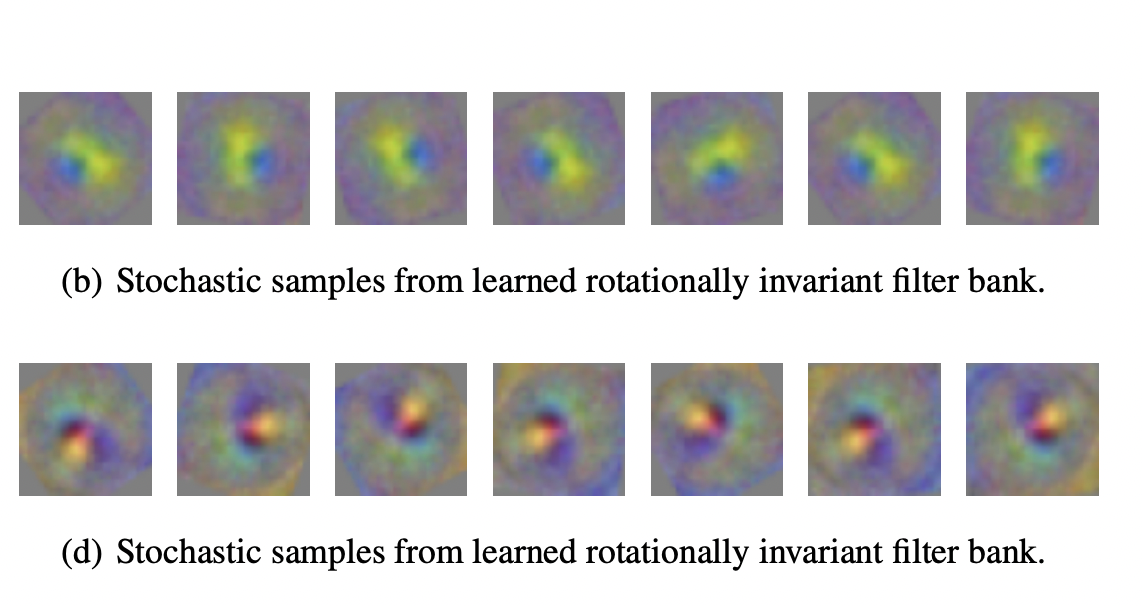 (b) Stochastic samples from learned rotationally invariant filter bank.
(d) Stochastic samples from learned rotationally invariant filter bank.